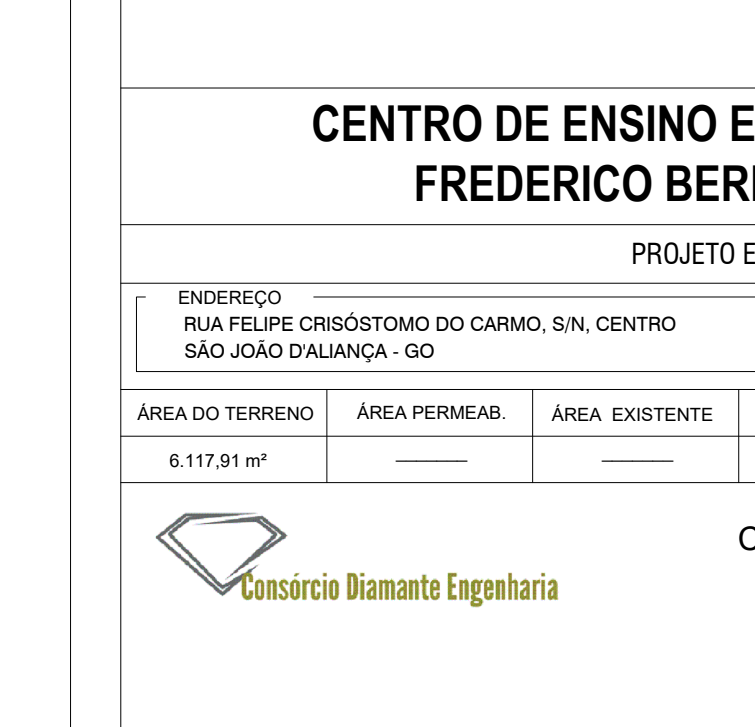 CENTRO DE ENSINO E
FREDERICO BER
PROJETO E
ENDEREÇO
RUA FELIPE CRISÓSTOMO DO CARMO, S/N, CENTRO
SÃO JOÃO D'ALIANÇA - GO
ÁREA DO TERRENO ÁREA PERMEAB. ÁREA EXISTENTE
6.117,91 m²
Consórcio Diamante Engenharia